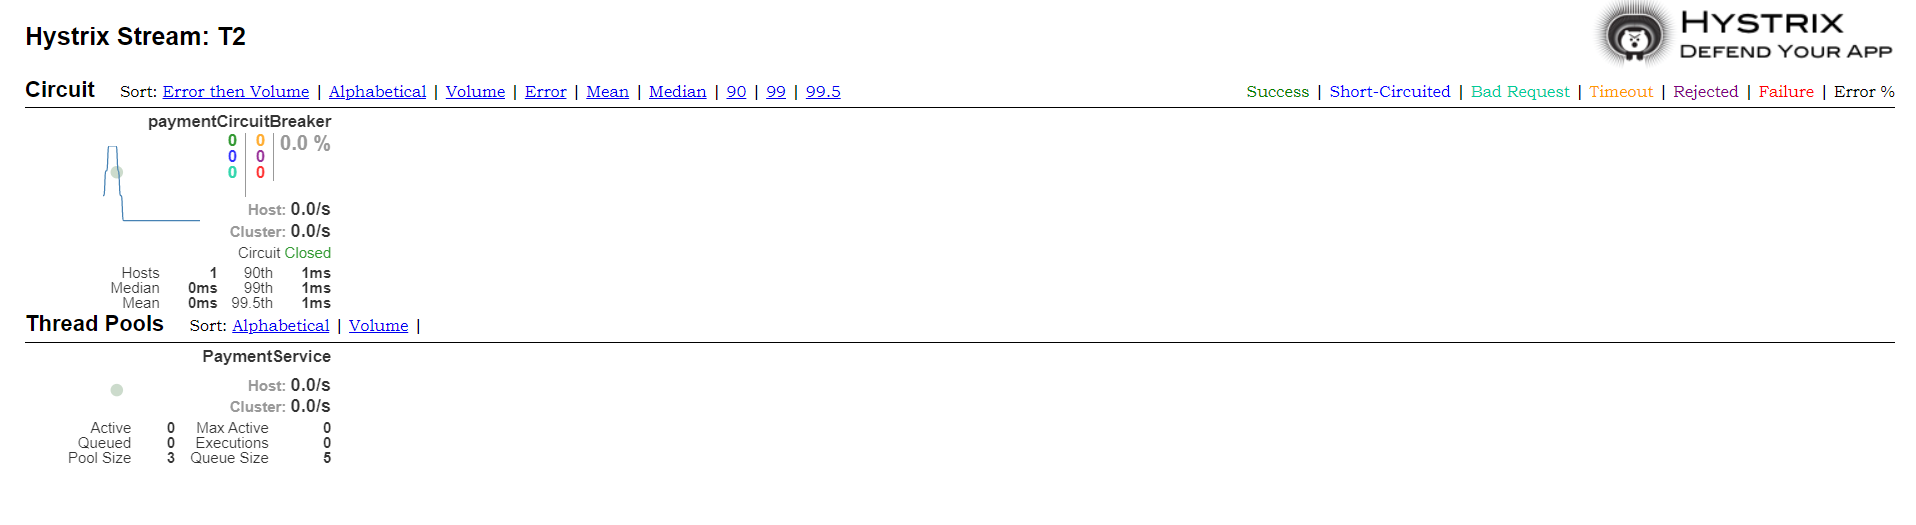 Hystrix Stream: T2
HYSTRIX
DEFEND YOUR APP
Circuit Sort: Error then Volume | Alphabetical | Volume | Error | Mean | Median | 90 | 99 | 99.5
Success | Short-Circuited | Bad Request | Timeout | Rejected | Failure | Error %
paymentCircuitBreaker
0 0 0.0 %
0 0
0 0
Host: 0.0/s
Cluster: 0.0/s
Circuit Closed
Hosts 1 90th 1ms
Median 0ms 99th 1ms
Mean 0ms 99.5th 1ms
Thread Pools Sort: Alphabetical | Volume |
PaymentService
Host: 0.0/s
Cluster: 0.0/s
Active 0 Max Active 0
Queued 0 Executions 0
Pool Size 3 Queue Size 5